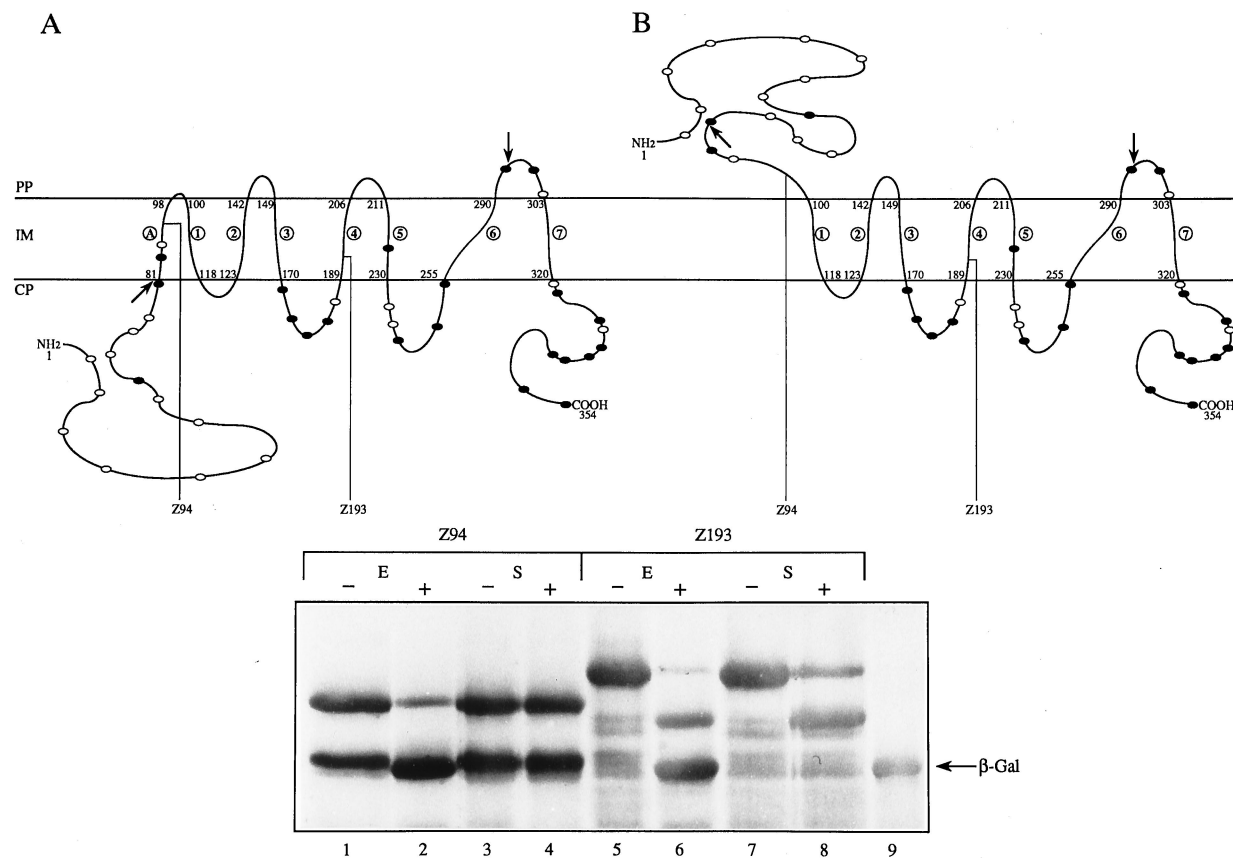 A B
NH2
1
PP 98 100 142 149 206 211 290 303 100 142 149 206 211 290 303
IM A 1 2 3 4 5 6 7 1 2 3 4 5 6 7
81 118 123 170 189 230 255 320 118 123 170 189 230 255 320
CP
NH2
1
COOH
354
COOH
354
Z94 Z193 Z94 Z193
Z94 Z193
E S E S
− + − + − + − +
β-Gal
1 2 3 4 5 6 7 8 9